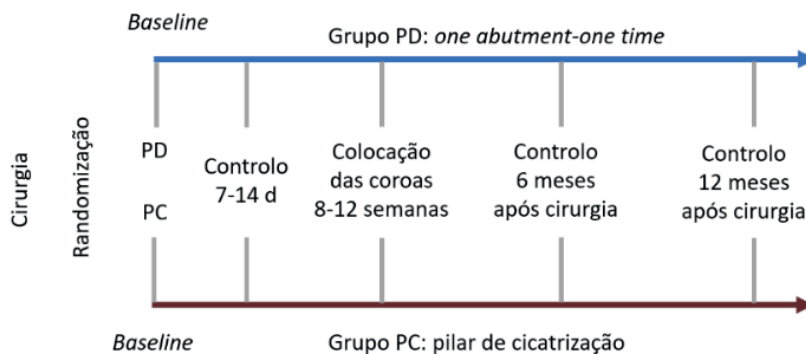 Baseline
Grupo PD: one abutment-one time
Cirurgia
Randomização
PD
PC
Controlo
7-14 d
Colocação
das coroas
8-12 semanas
Controlo
6 meses
após cirurgia
Controlo
12 meses
após cirurgia
Baseline
Grupo PC: pilar de cicatrização